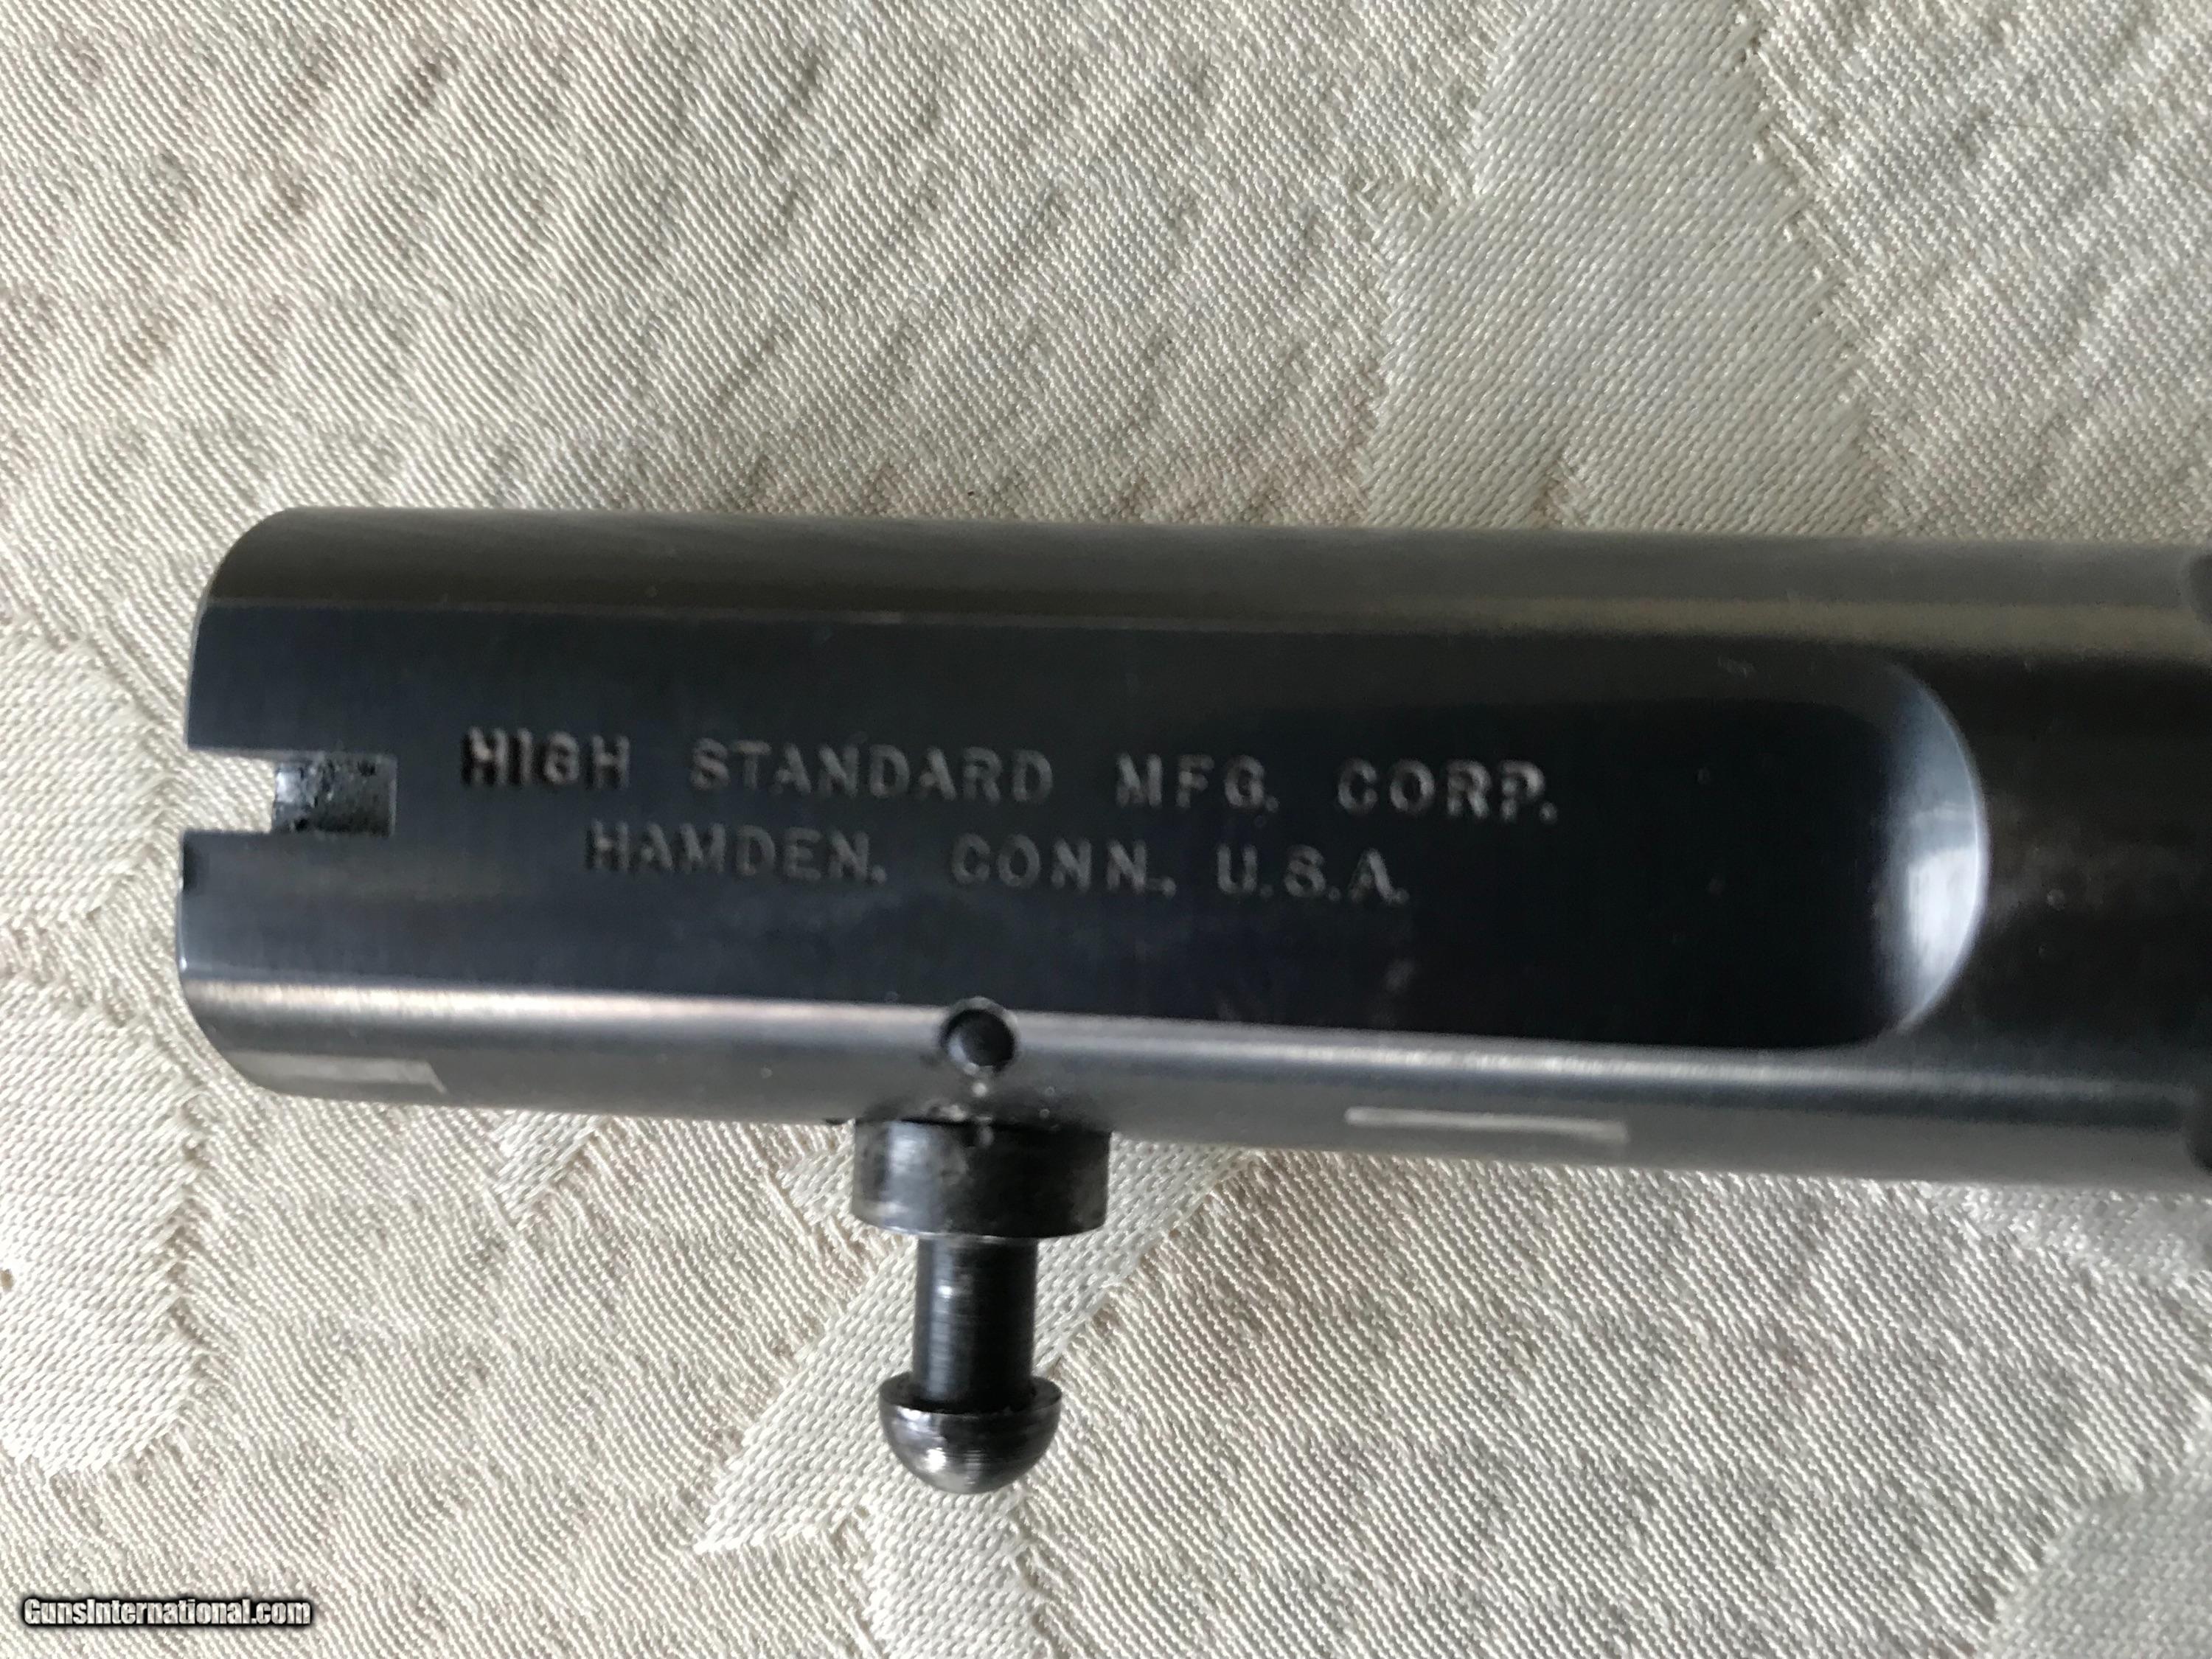 HIGH STANDARD MFG. CORP.
HAMDEN, CONN., U.S.A.
GunsInternational.com